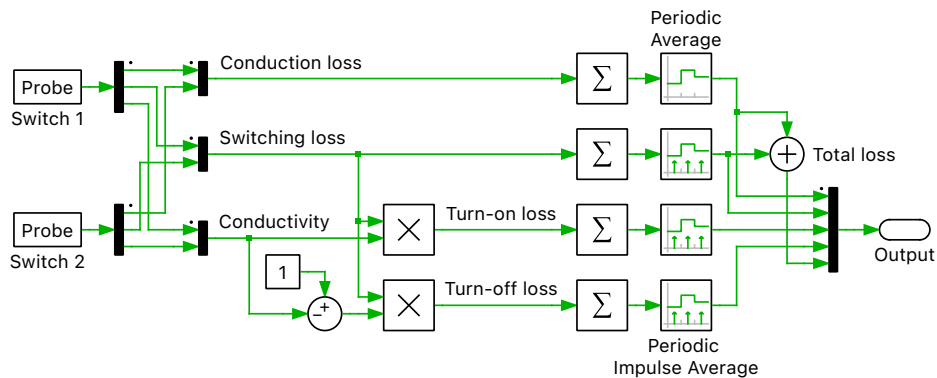 Periodic
Average
Conduction loss
Probe
Σ
Switch 1
Switching loss
Σ
+
Total loss
Conductivity
Turn-on loss
Probe
×
Σ
Switch 2
Output
1
Turn-off loss
+
−
×
Σ
Periodic
Impulse Average